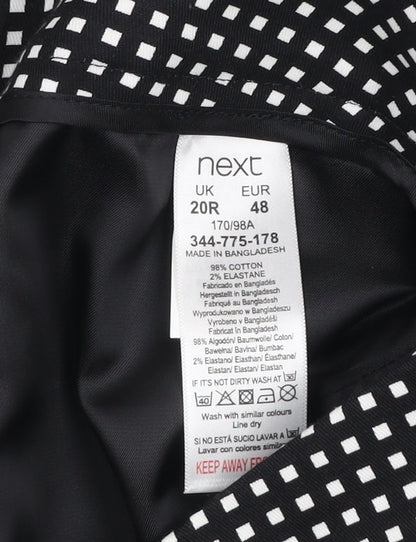 next
UK EUR
20R 48
170/98A
344-775-178
MADE IN BANGLADESH
98% COTTON
2% ELASTANE
Fabricado en Bangladés
Hergestellt in Bangladesh
Fabriqué au Bangladesh
Wyprodukowano w Bangladeszu
Vyrobeno v Bangladéši
Fabricat în Bangladesh
98% Algodón/ Baumwolle/ Coton/
Bawełna/ Bavlna/ Bumbac
2% Elastano/ Elasthan/ Élasthane/
Elastan/ Elastan/ Elastan
IF IT'S NOT DIRTY WASH AT 30
40
Wash with similar colours
Line dry
SI NO ESTÁ SUCIO LAVAR A
Lavar con colores similares
KEEP AWAY